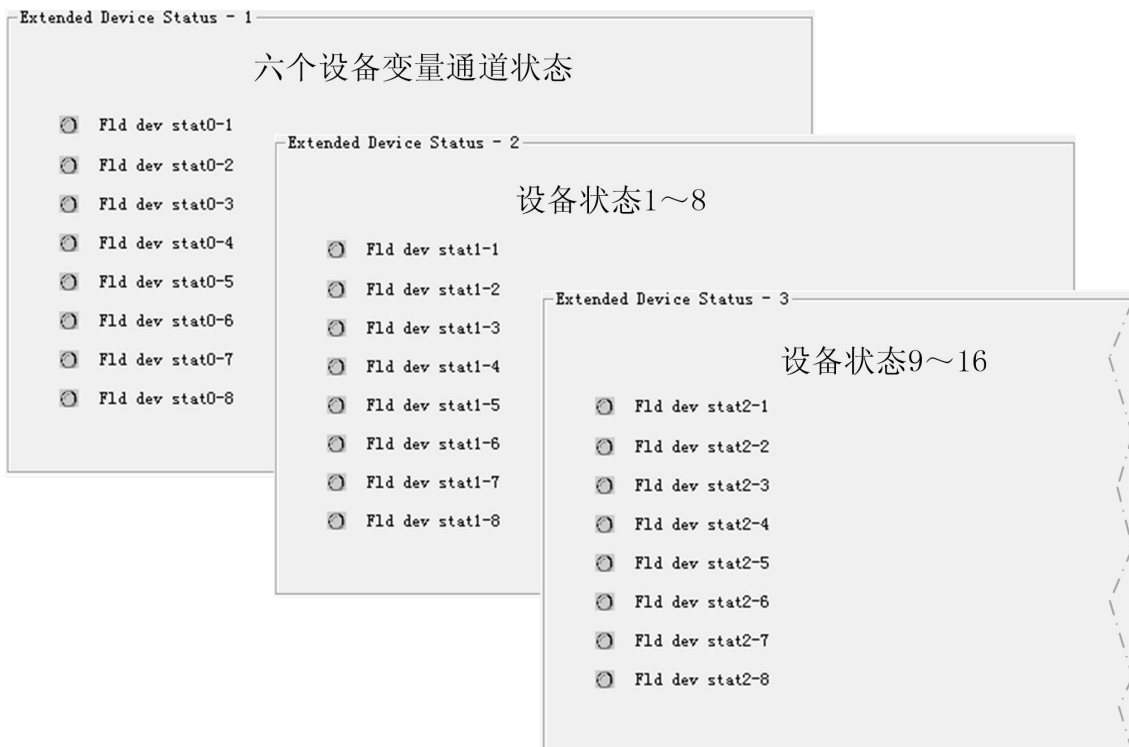 Extended Device Status - 1
六个设备变量通道状态
Fld dev stat0-1
Fld dev stat0-2
Fld dev stat0-3
Fld dev stat0-4
Fld dev stat0-5
Fld dev stat0-6
Fld dev stat0-7
Fld dev stat0-8
Extended Device Status - 2
设备状态1～8
Fld dev stat1-1
Fld dev stat1-2
Fld dev stat1-3
Fld dev stat1-4
Fld dev stat1-5
Fld dev stat1-6
Fld dev stat1-7
Fld dev stat1-8
Extended Device Status - 3
设备状态9～16
Fld dev stat2-1
Fld dev stat2-2
Fld dev stat2-3
Fld dev stat2-4
Fld dev stat2-5
Fld dev stat2-6
Fld dev stat2-7
Fld dev stat2-8